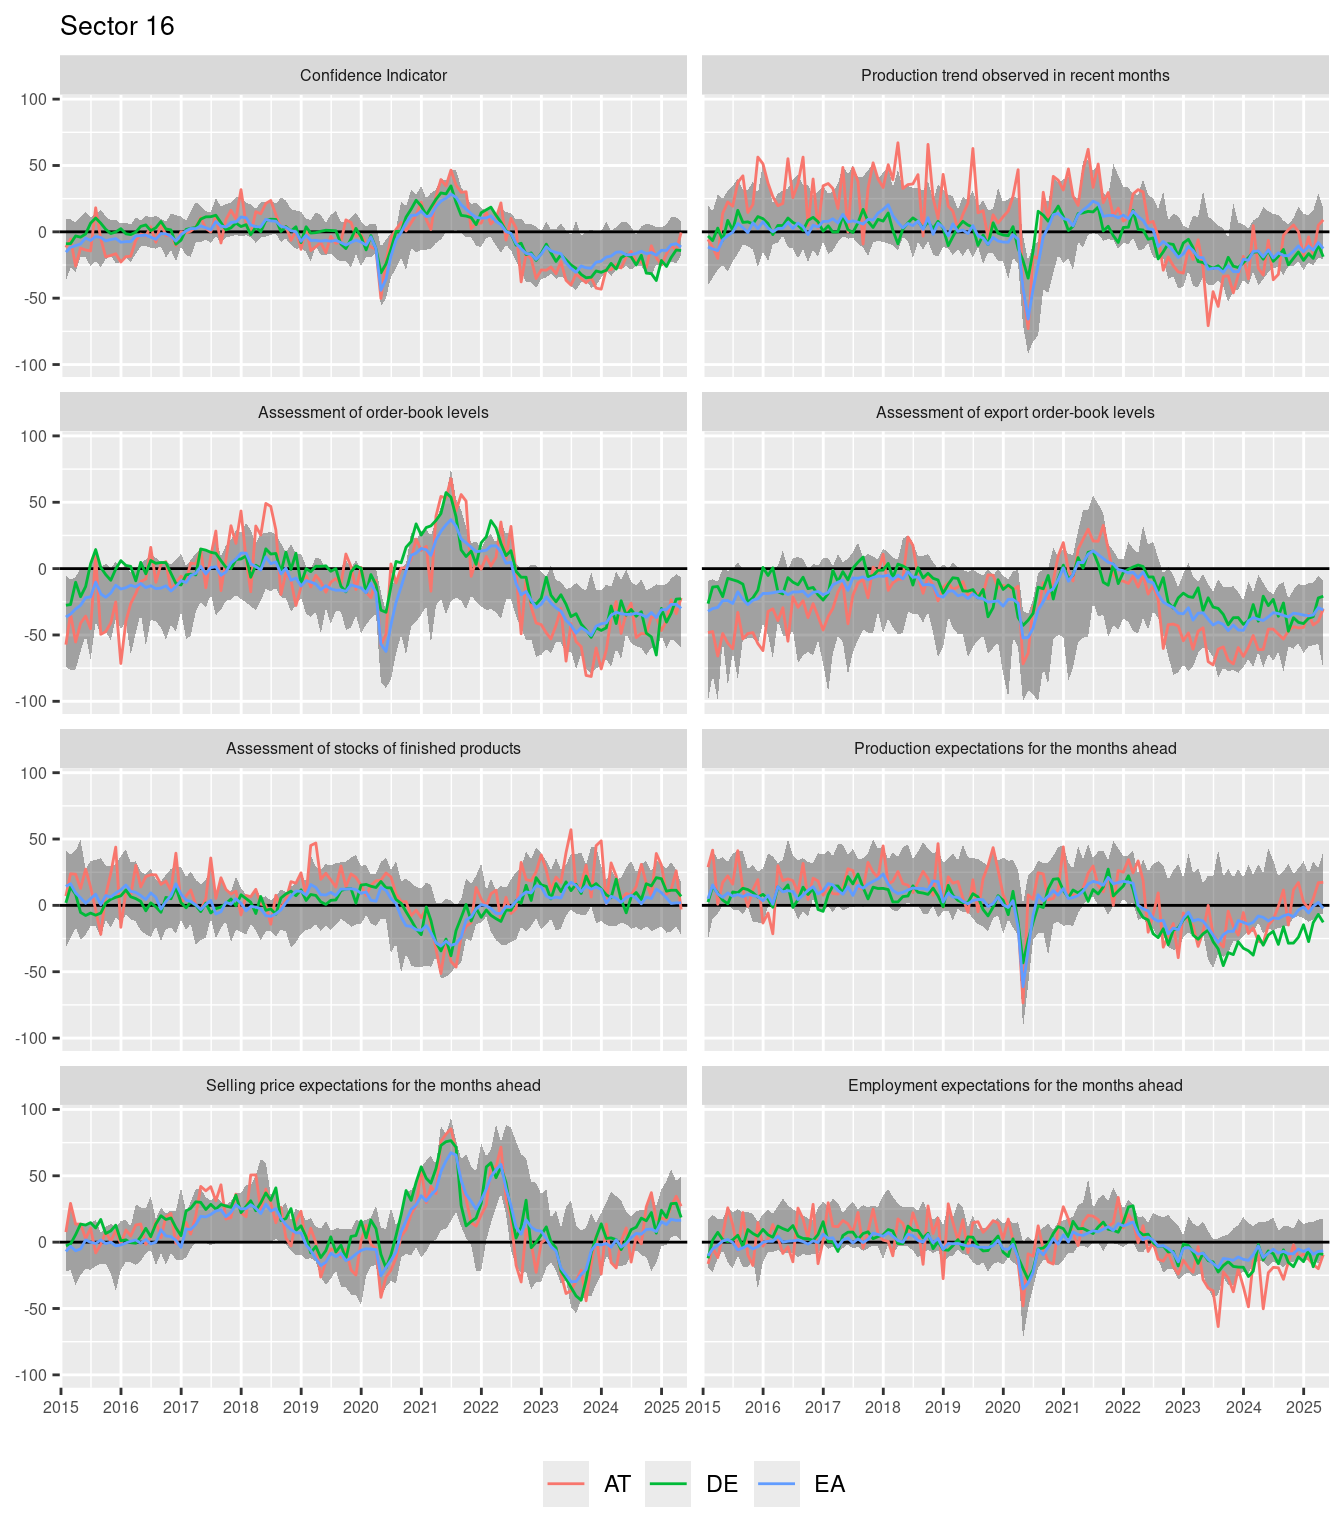 Sector 16
Confidence Indicator
Production trend observed in recent months
100
50
0
-50
-100
Assessment of order-book levels
Assessment of export order-book levels
100
50
0
-50
-100
Assessment of stocks of finished products
Production expectations for the months ahead
100
50
0
-50
-100
Selling price expectations for the months ahead
Employment expectations for the months ahead
100
50
0
-50
-100
2015 2016 2017 2018 2019 2020 2021 2022 2023 2024 2025
2015 2016 2017 2018 2019 2020 2021 2022 2023 2024 2025
AT DE EA